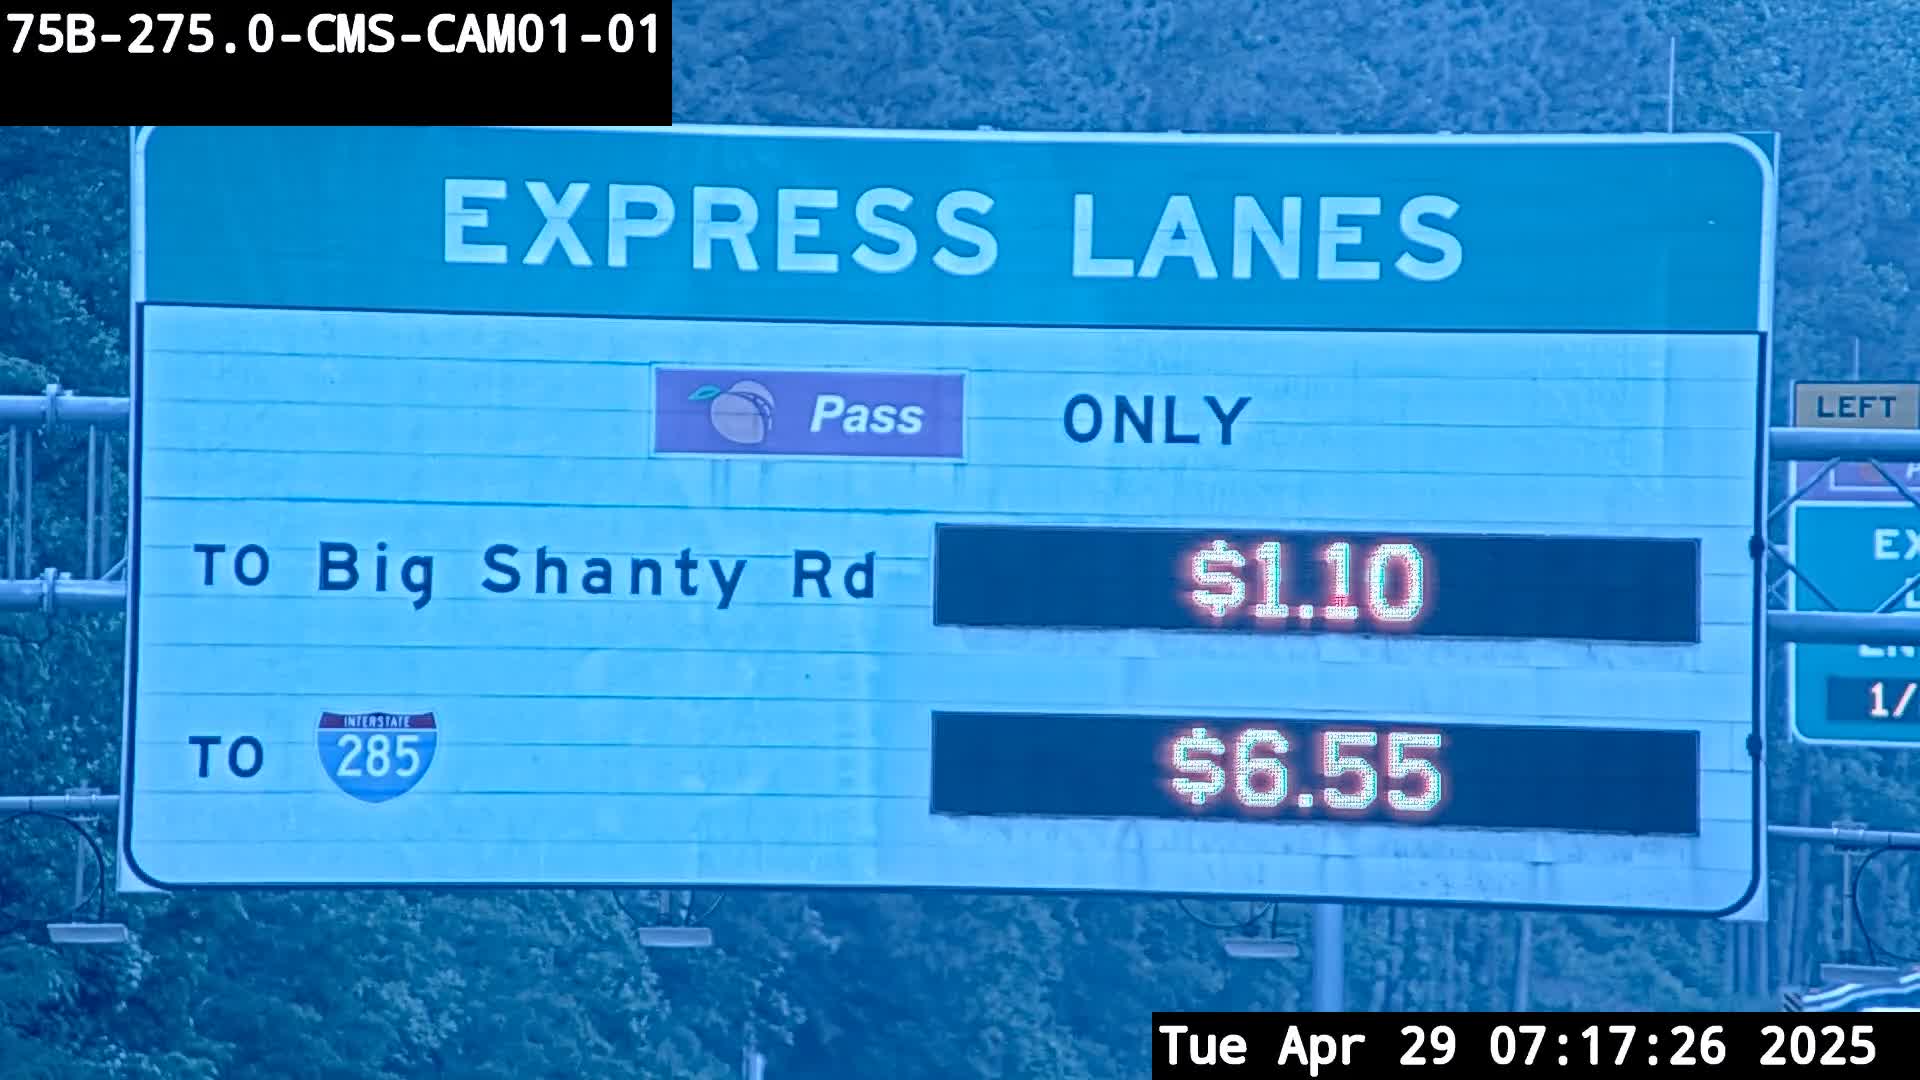 75B-275.0-CMS-CAM01-01
EXPRESS LANES
Pass ONLY
LEFT
TO Big Shanty Rd $1.10
TO INTERSTATE 285 $6.55
1/
Tue Apr 29 07:17:26 2025